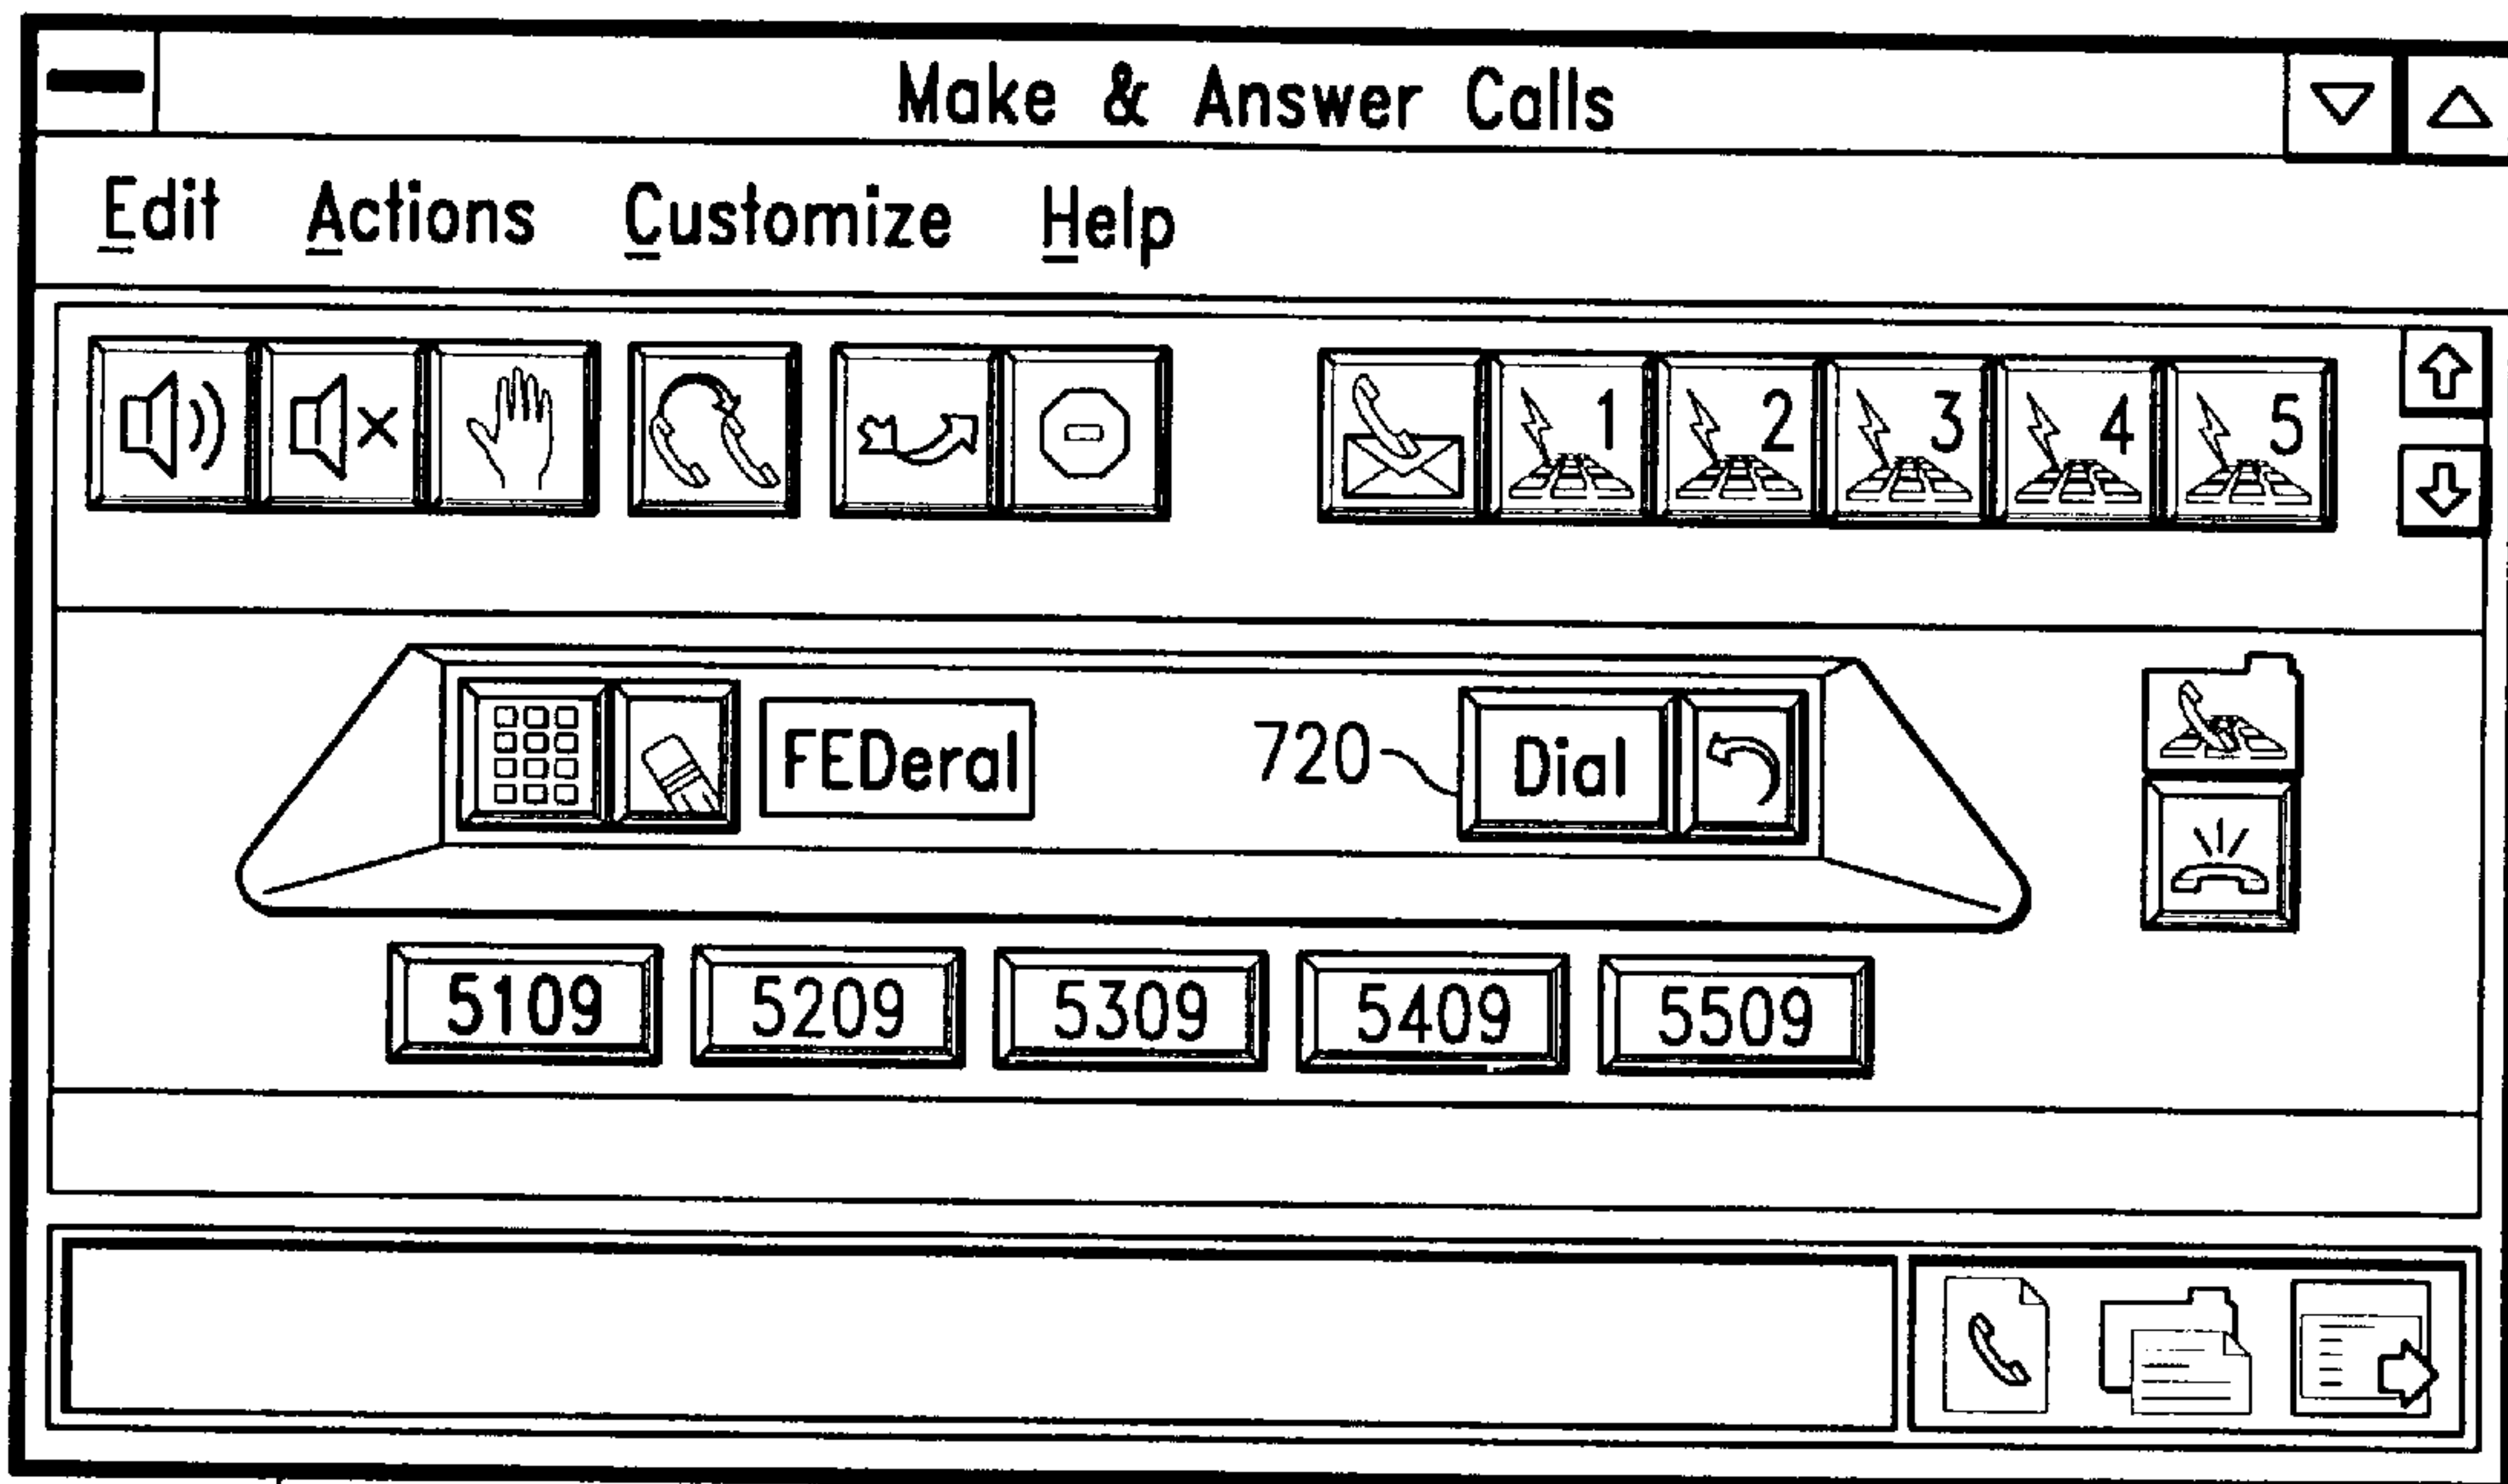 Make & Answer Calls
Edit Actions Customize Help
1 2 3 4 5
FEDeral 720 Dial
5109 5209 5309 5409 5509